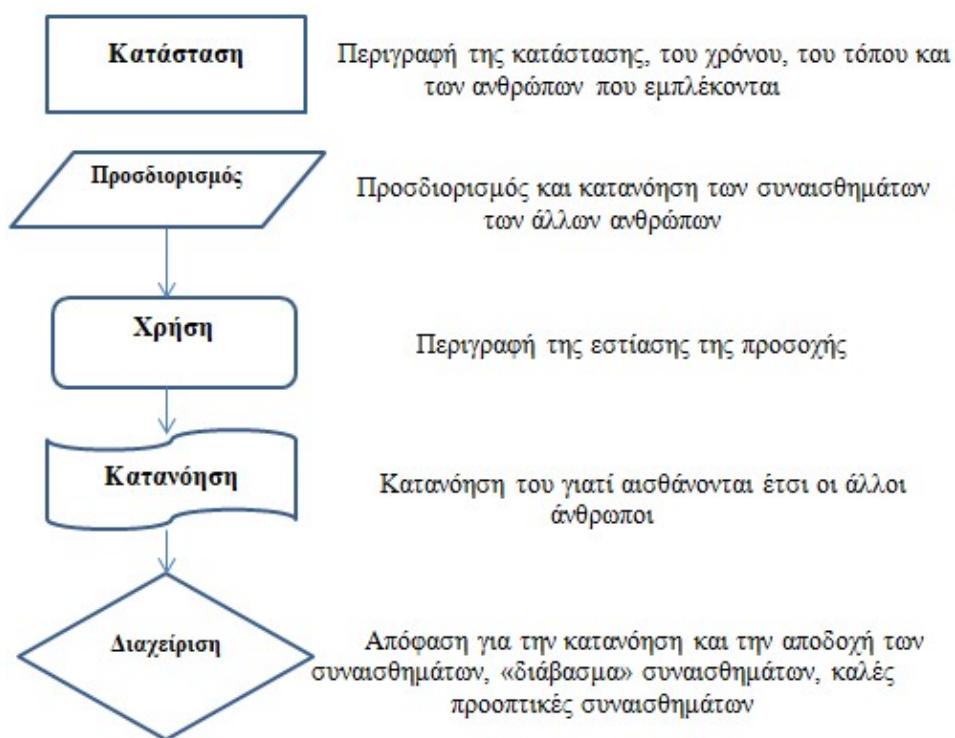 Κατάσταση
Περιγραφή της κατάστασης, του χρόνου, του τόπου και
των ανθρώπων που εμπλέκονται
Προσδιορισμός
Προσδιορισμός και κατανόηση των συναισθημάτων
των άλλων ανθρώπων
Χρήση
Περιγραφή της εστίασης της προσοχής
Κατανόηση
Κατανόηση του γιατί αισθάνονται έτσι οι άλλοι
άνθρωποι
Διαχείριση
Απόφαση για την κατανόηση και την αποδοχή των
συναισθημάτων, «διάβασμα» συναισθημάτων, καλές
προοπτικές συναισθημάτων